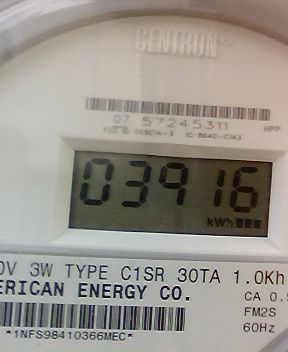 CENTRON
07 57245311
03916
kWh
0V 3W TYPE C1SR 30TA 1.0Kh
ERICAN ENERGY CO.
CA 0.5
FM2S
*1NFS98410366MEC*
60Hz